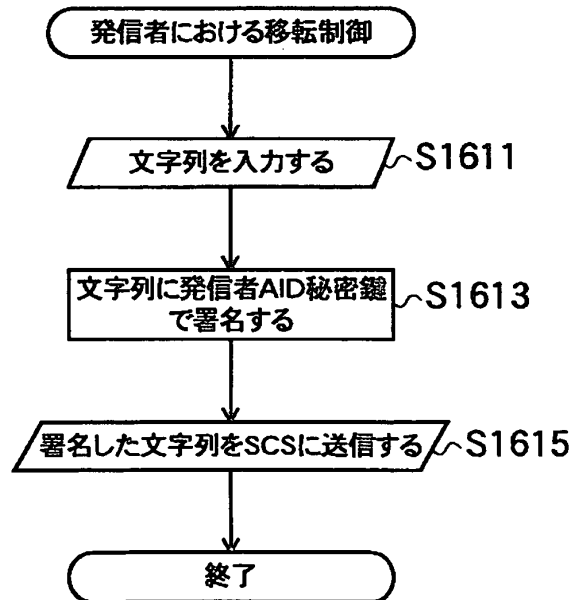 発信者における移転制御
文字列を入力する
S1611
文字列に発信者AID秘密鍵
で署名する
S1613
署名した文字列をSCSに送信する
S1615
終了